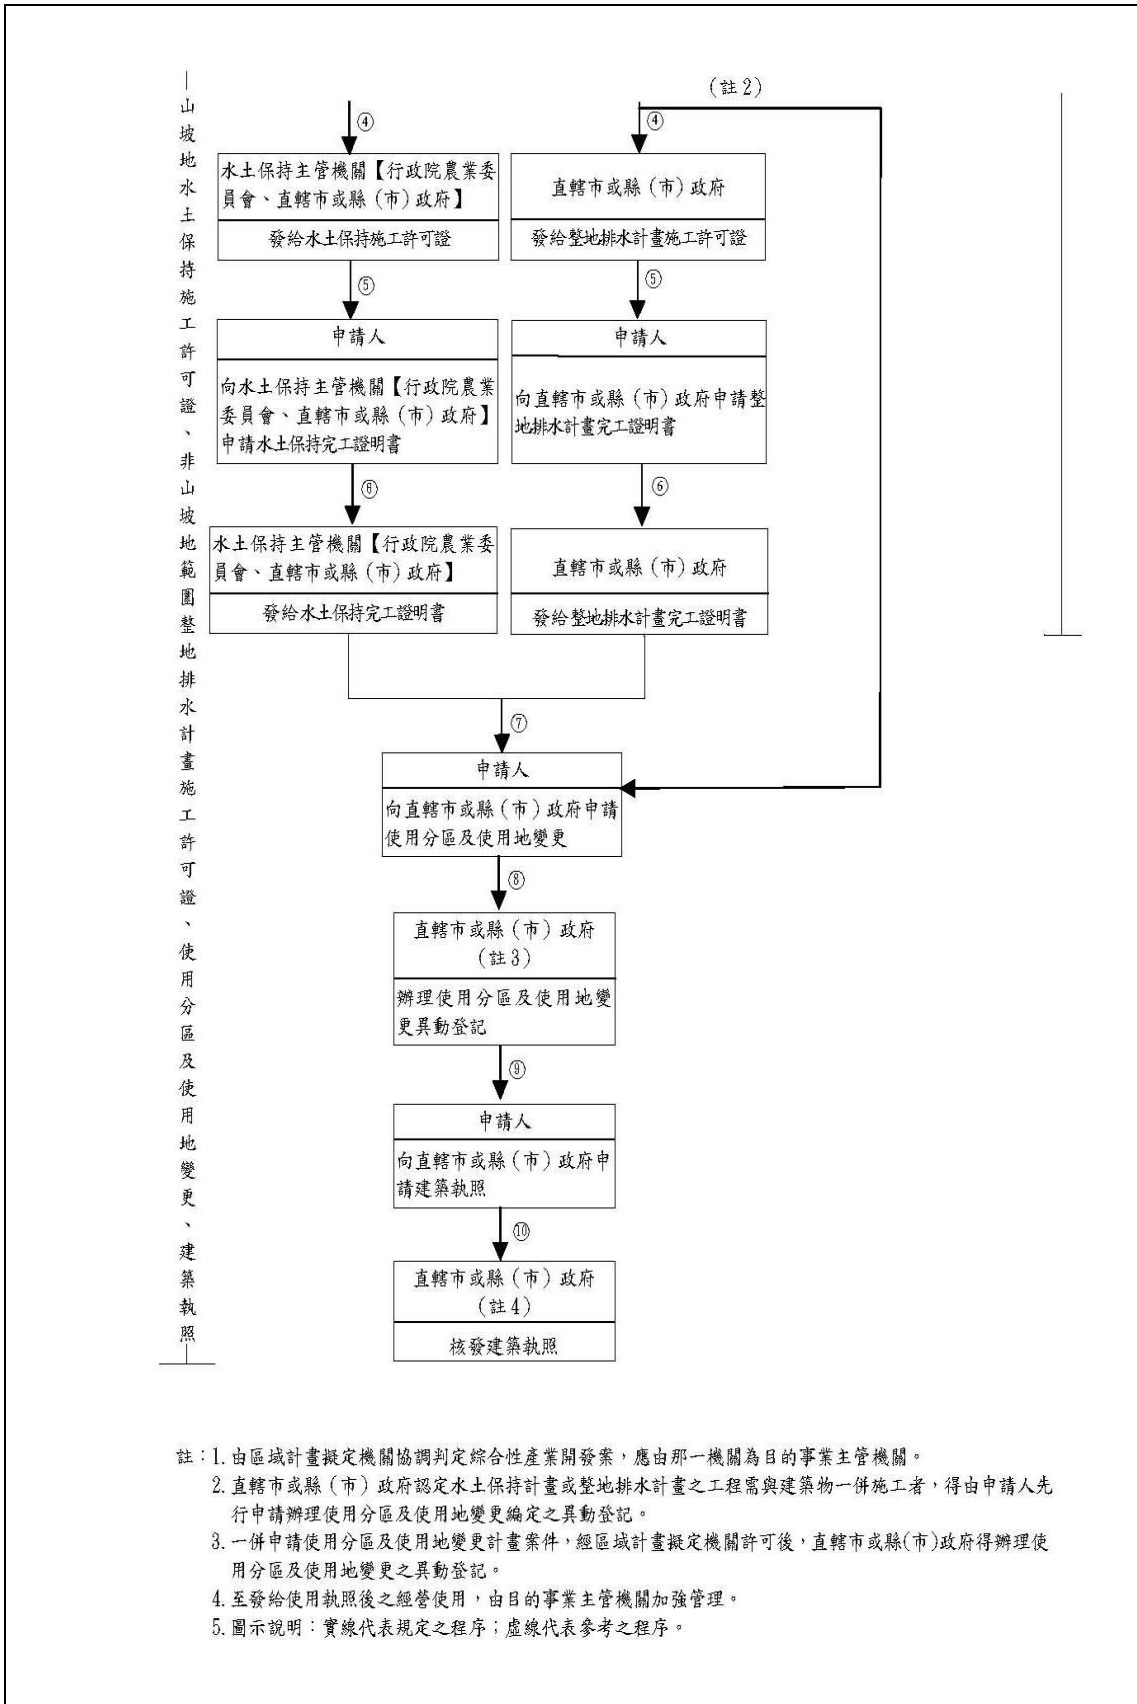 山坡地水土保持施工許可證、非山坡地範圍整地排水計畫施工許可證、使用分區及使用地變更、建築執照
(註2)
④
④
水土保持主管機關【行政院農業委
員會、直轄市或縣(市)政府】
發給水土保持施工許可證
直轄市或縣(市)政府
發給整地排水計畫施工許可證
⑤
⑤
申請人
向水土保持主管機關【行政院農業
委員會、直轄市或縣(市)政府】
申請水土保持完工證明書
申請人
向直轄市或縣(市)政府申請整
地排水計畫完工證明書
⑥
⑥
水土保持主管機關【行政院農業委
員會、直轄市或縣(市)政府】
發給水土保持完工證明書
直轄市或縣(市)政府
發給整地排水計畫完工證明書
⑦
申請人
向直轄市或縣(市)政府申請
使用分區及使用地變更
⑧
直轄市或縣(市)政府
(註3)
辦理使用分區及使用地變
更異動登記
⑨
申請人
向直轄市或縣(市)政府申
請建築執照
⑩
直轄市或縣(市)政府
(註4)
核發建築執照
註:1.由區域計畫擬定機關協調判定綜合性產業開發案,應由那一機關為目的事業主管機關。
2.直轄市或縣(市)政府認定水土保持計畫或整地排水計畫之工程需與建築物一併施工者,得由申請人先
行申請辦理使用分區及使用地變更編定之異動登記。
3.一併申請使用分區及使用地變更計畫案件,經區域計畫擬定機關許可後,直轄市或縣(市)政府得辦理使
用分區及使用地變更之異動登記。
4.至發給使用執照後之經營使用,由目的事業主管機關加強管理。
5.圖示說明:實線代表規定之程序;虛線代表參考之程序。